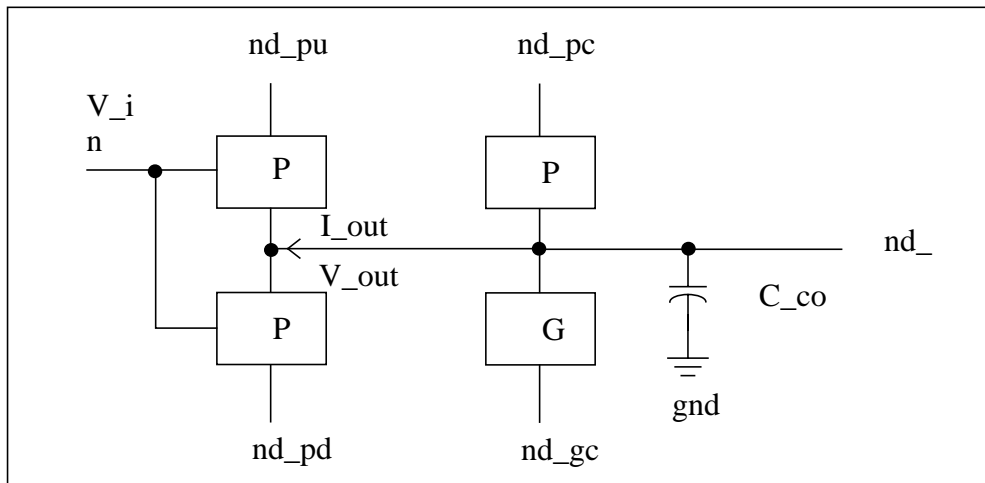 nd_pu
nd_pc
V_i
n
P
P
I_out
nd_
V_out
C_co
P
G
gnd
nd_pd
nd_gc